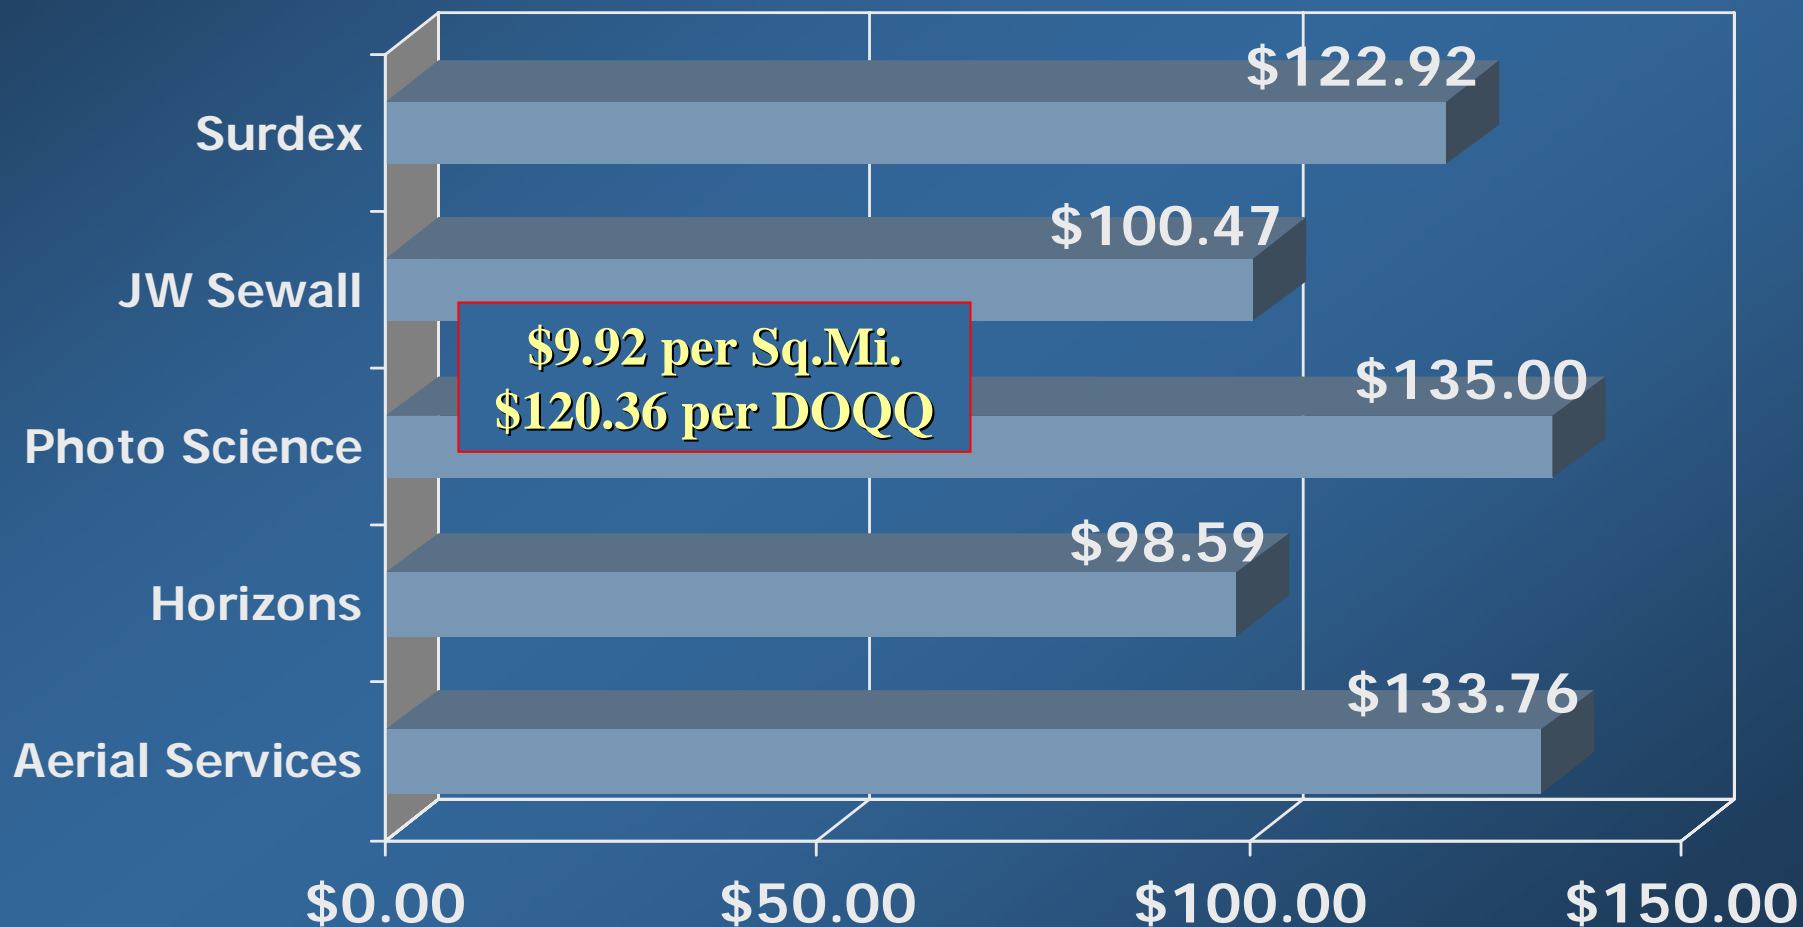 $122.92
Surdex
$100.47
JW Sewall
$9.92 per Sq.Mi.
$120.36 per DOQQ
$135.00
Photo Science
$98.59
Horizons
$133.76
Aerial Services
$0.00 $50.00 $100.00 $150.00